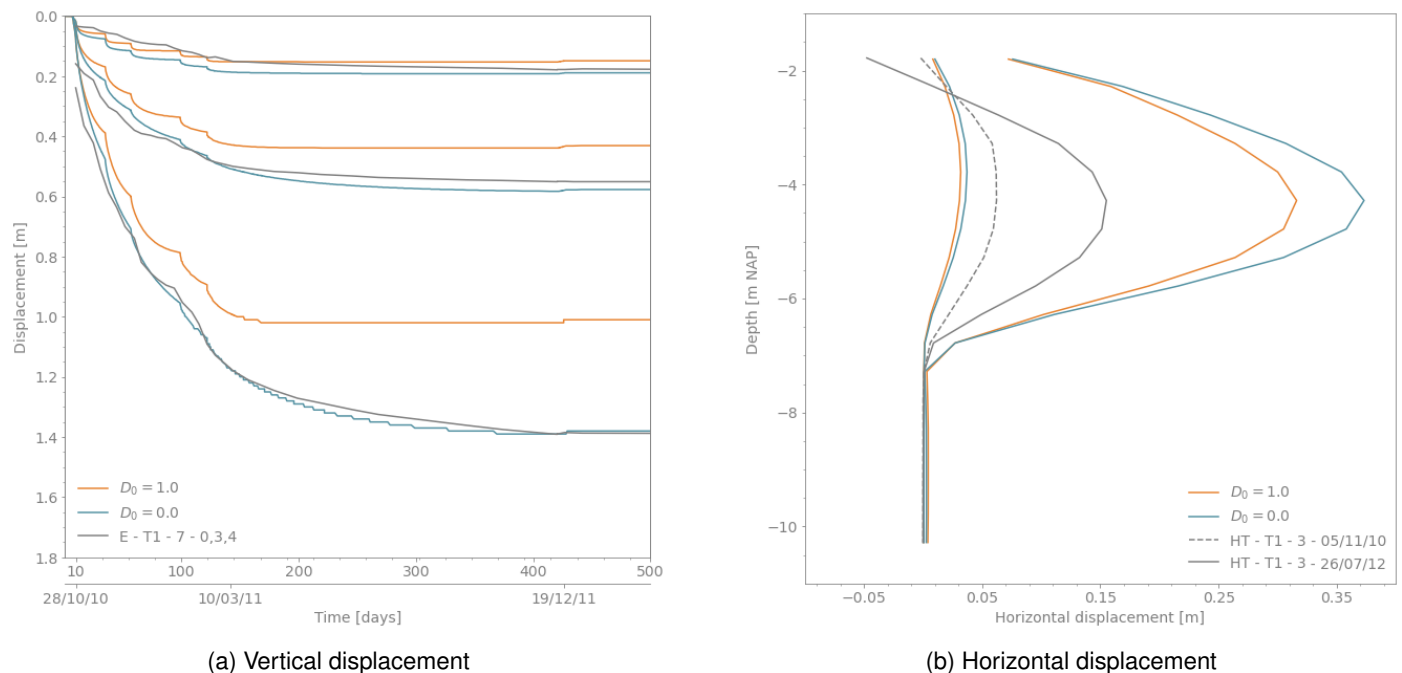 0.0
0.2
0.4
0.6
0.8
1.0
1.2
1.4
1.6
1.8
Displacement [m]
D₀ = 1.0
D₀ = 0.0
E - T1 - 7 - 0,3,4
10 100 200 300 400 500
28/10/10 10/03/11 19/12/11
Time [days]
(a) Vertical displacement
−2
−4
−6
−8
−10
Depth [m NAP]
D₀ = 1.0
D₀ = 0.0
HT - T1 - 3 - 05/11/10
HT - T1 - 3 - 26/07/12
−0.05 0.05 0.15 0.25 0.35
Horizontal displacement [m]
(b) Horizontal displacement